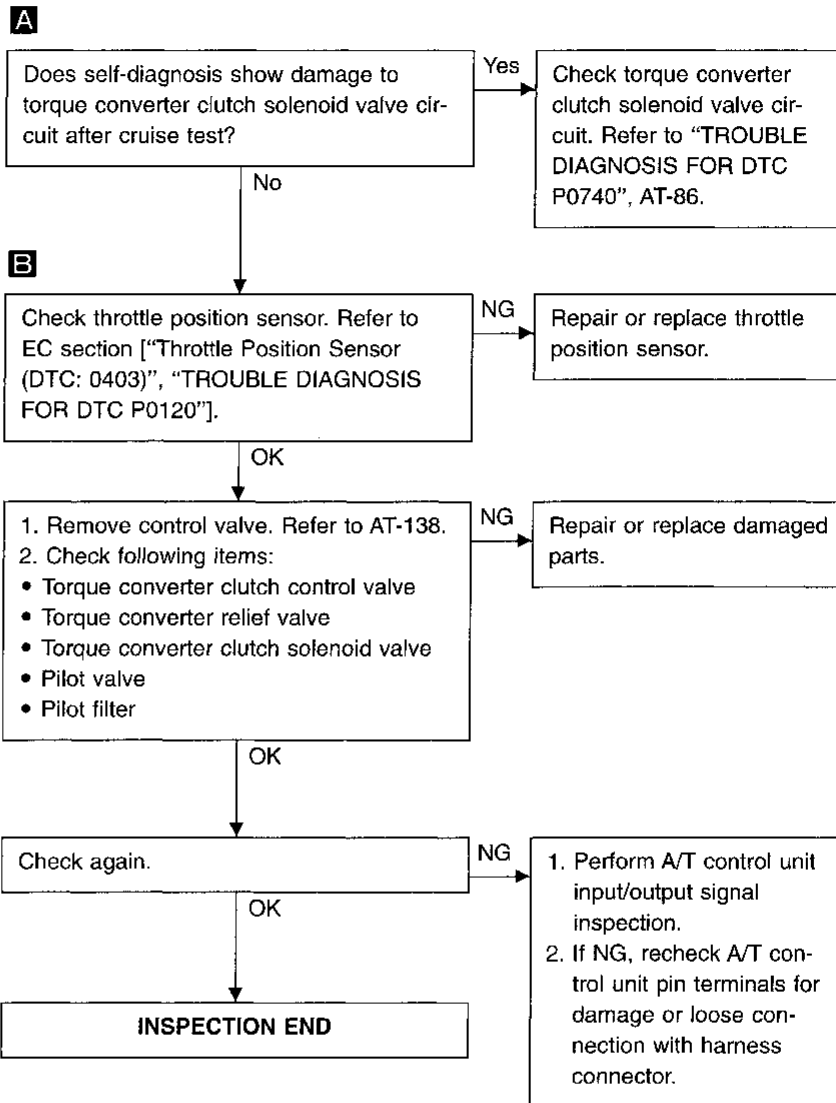 A
Does self-diagnosis show damage to
torque converter clutch solenoid valve cir-
cuit after cruise test?
Yes
Check torque converter
clutch solenoid valve cir-
cuit. Refer to “TROUBLE
DIAGNOSIS FOR DTC
P0740”, AT-86.
No
B
Check throttle position sensor. Refer to
EC section [“Throttle Position Sensor
(DTC: 0403)”, “TROUBLE DIAGNOSIS
FOR DTC P0120”].
NG
Repair or replace throttle
position sensor.
OK
1. Remove control valve. Refer to AT-138.
2. Check following items:
• Torque converter clutch control valve
• Torque converter relief valve
• Torque converter clutch solenoid valve
• Pilot valve
• Pilot filter
NG
Repair or replace damaged
parts.
OK
Check again.
NG
1. Perform A/T control unit
input/output signal
inspection.
2. If NG, recheck A/T con-
trol unit pin terminals for
damage or loose con-
nection with harness
connector.
OK
INSPECTION END